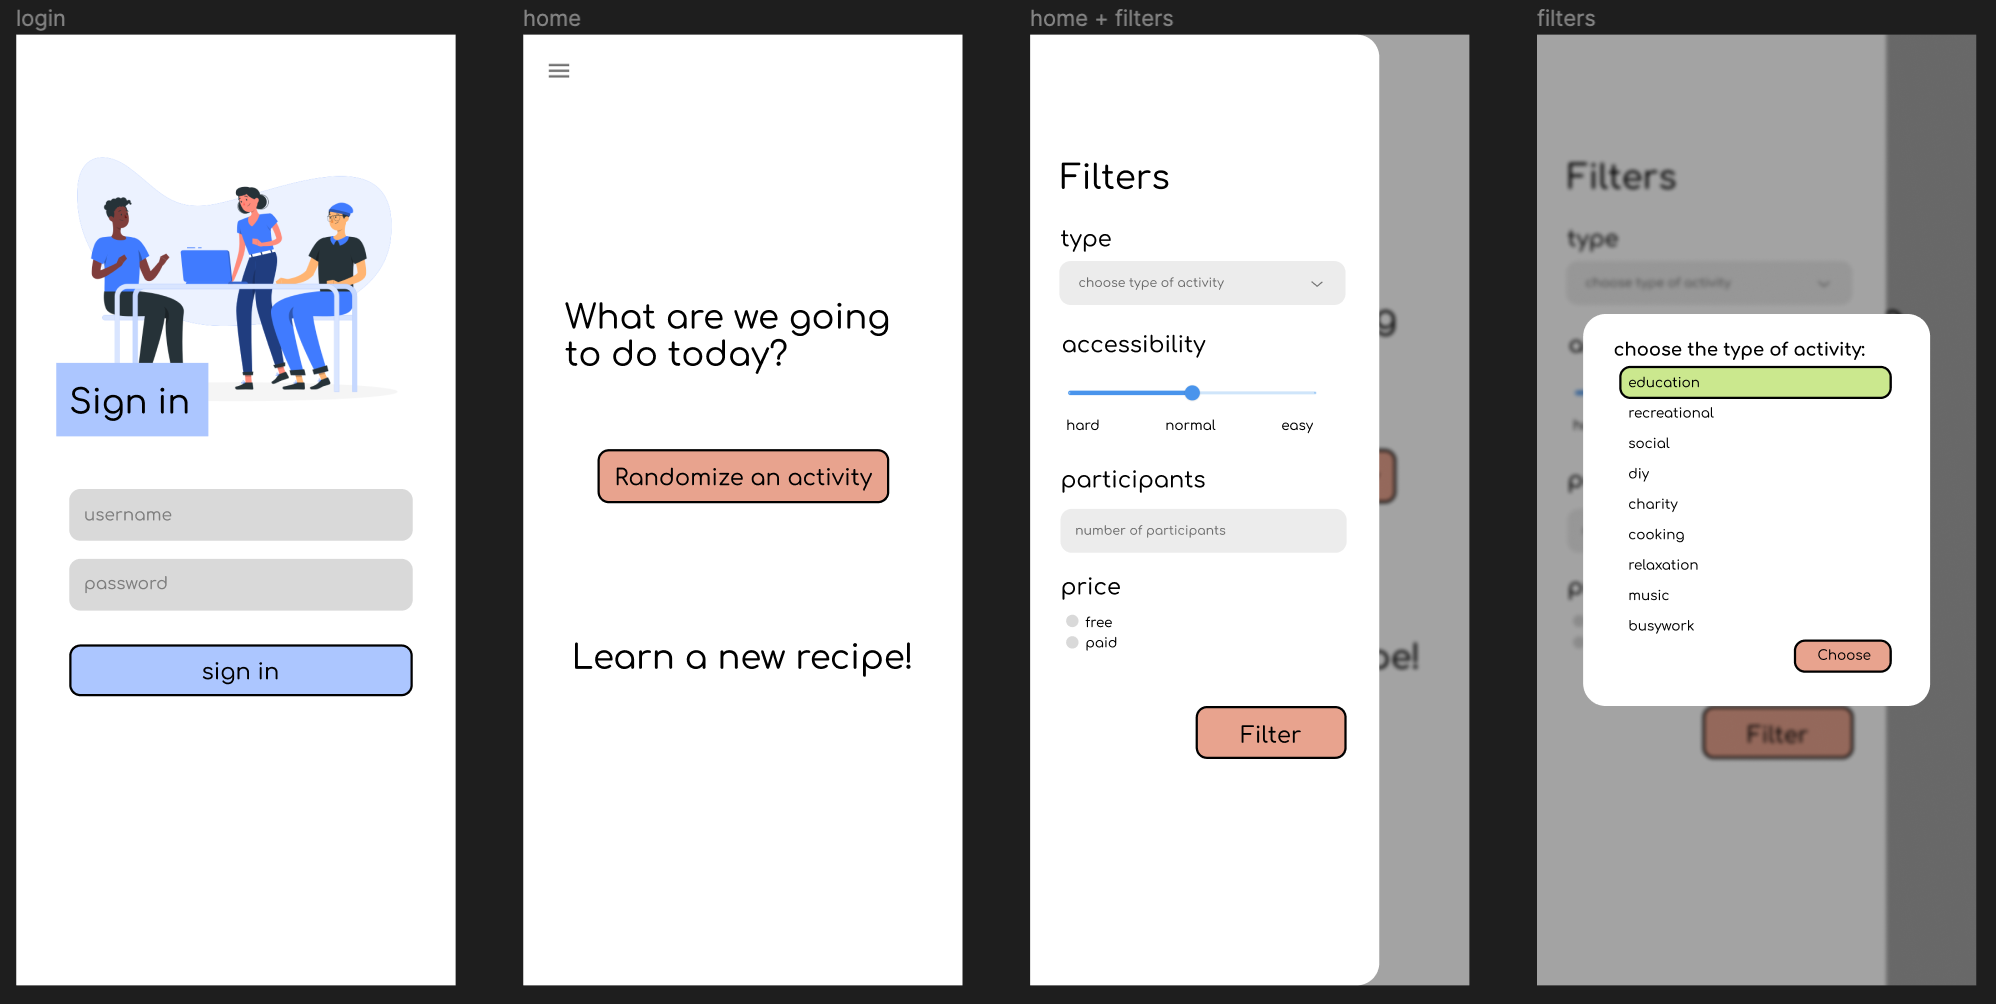 login
Sign in
username
password
sign in
home
What are we going
to do today?
Randomize an activity
Learn a new recipe!
home + filters
Filters
type
choose type of activity
accessibility
hard normal easy
participants
number of participants
price
free
paid
Filter
g
pe!
filters
Filters
type
choose type of activity
choose the type of activity:
education
recreational
social
diy
charity
cooking
relaxation
music
busywork
Choose
Filter